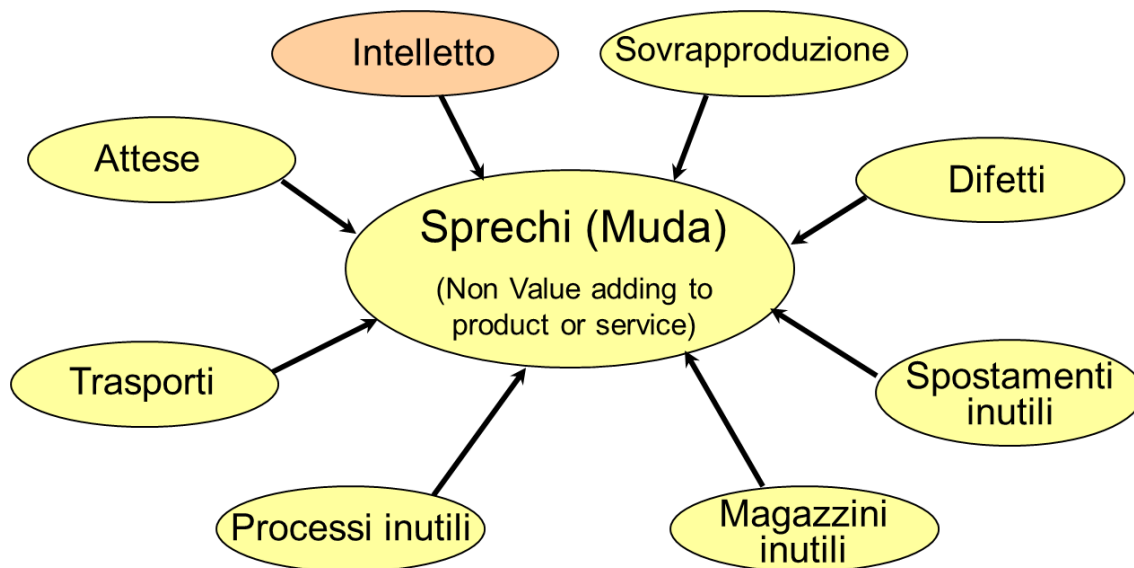 Intelletto
Sovrapproduzione
Attese
Difetti
Sprechi (Muda)
(Non Value adding to
product or service)
Trasporti
Spostamenti
inutili
Processi inutili
Magazzini
inutili